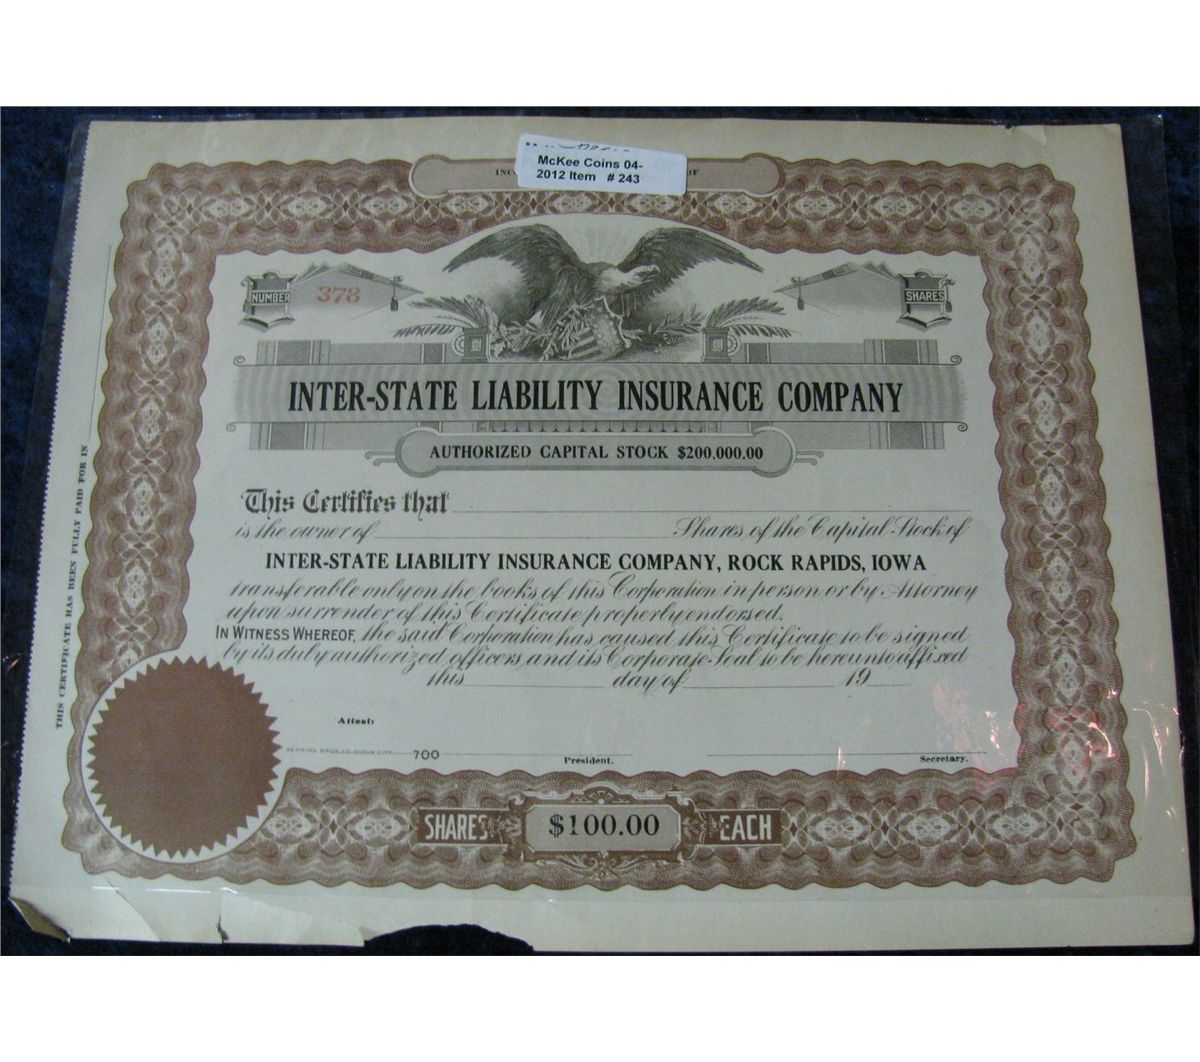 McKee Coins 04-
2012 Item # 243
NUMBER 378
SHARES
INTER-STATE LIABILITY INSURANCE COMPANY
AUTHORIZED CAPITAL STOCK $200,000.00
This Certifies that
is the owner of Shares of the Capital Stock of
INTER-STATE LIABILITY INSURANCE COMPANY, ROCK RAPIDS, IOWA
transferable only on the books of this Corporation in person or by Attorney
upon surrender of this Certificate properly endorsed.
IN WITNESS WHEREOF, the said Corporation has caused this Certificate to be signed
by its duly authorized officers and its Corporate Seal to be hereunto affixed
this day of 19
Attest:
PERKINS BROS. CO. SIOUX CITY 700
President. Secretary.
SHARES $100.00 EACH
THIS CERTIFICATE HAS BEEN FULLY PAID FOR IN